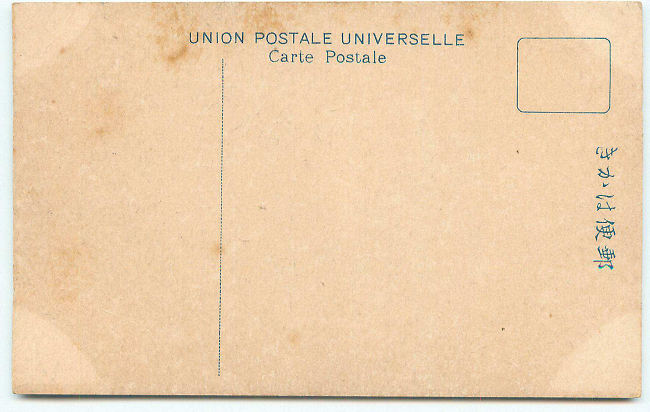 UNION POSTALE UNIVERSELLE
Carte Postale
郵便はがき